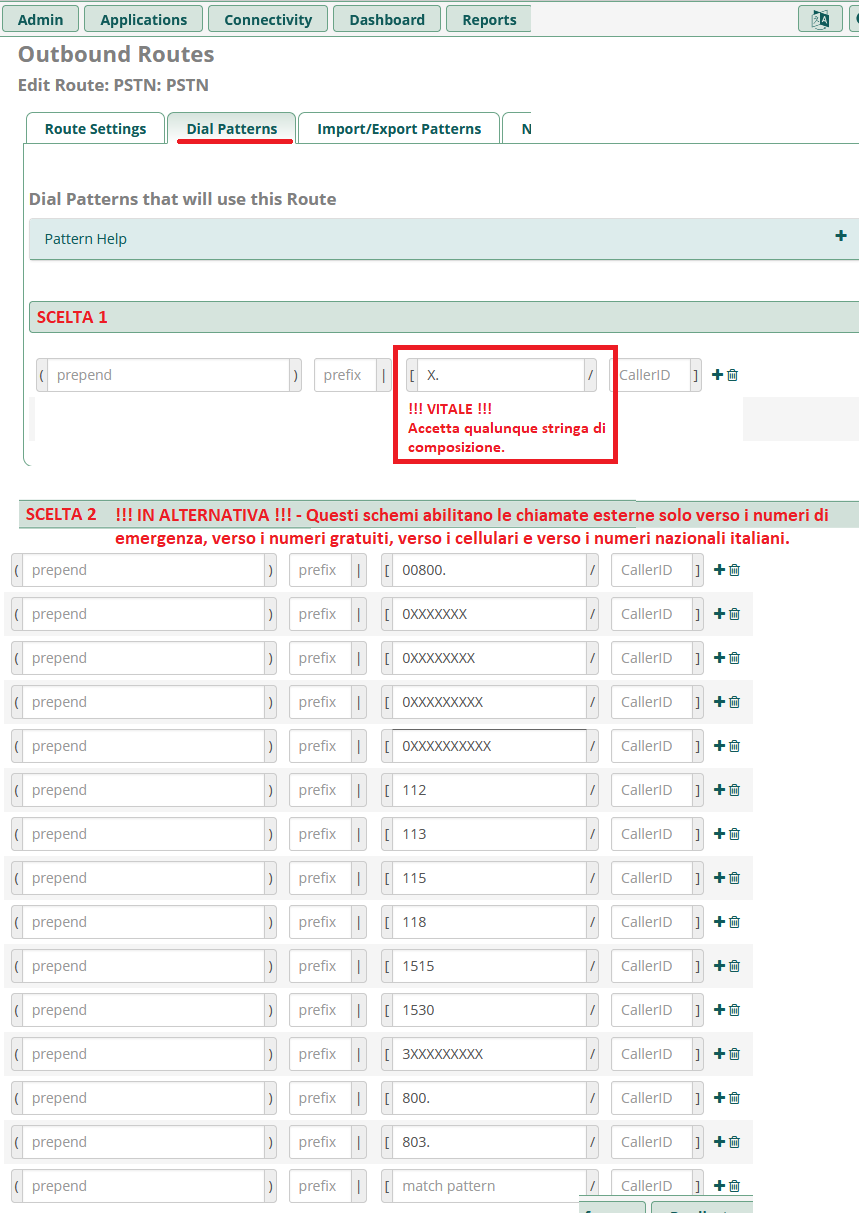 Admin Applications Connectivity Dashboard Reports
Outbound Routes
Edit Route: PSTN: PSTN
Route Settings Dial Patterns Import/Export Patterns N
Dial Patterns that will use this Route
Pattern Help +
SCELTA 1
( prepend ) prefix | [ X. / CallerID ] +
!!! VITALE !!!
Accetta qualunque stringa di
composizione.
SCELTA 2 !!! IN ALTERNATIVA !!! - Questi schemi abilitano le chiamate esterne solo verso i numeri di
emergenza, verso i numeri gratuiti, verso i cellulari e verso i numeri nazionali italiani.
( prepend ) prefix | [ 00800. / CallerID ] +
( prepend ) prefix | [ 0XXXXXXX / CallerID ] +
( prepend ) prefix | [ 0XXXXXXXX / CallerID ] +
( prepend ) prefix | [ 0XXXXXXXXX / CallerID ] +
( prepend ) prefix | [ 0XXXXXXXXXX / CallerID ] +
( prepend ) prefix | [ 112 / CallerID ] +
( prepend ) prefix | [ 113 / CallerID ] +
( prepend ) prefix | [ 115 / CallerID ] +
( prepend ) prefix | [ 118 / CallerID ] +
( prepend ) prefix | [ 1515 / CallerID ] +
( prepend ) prefix | [ 1530 / CallerID ] +
( prepend ) prefix | [ 3XXXXXXXXX / CallerID ] +
( prepend ) prefix | [ 800. / CallerID ] +
( prepend ) prefix | [ 803. / CallerID ] +
( prepend ) prefix | [ match pattern / CallerID ] +